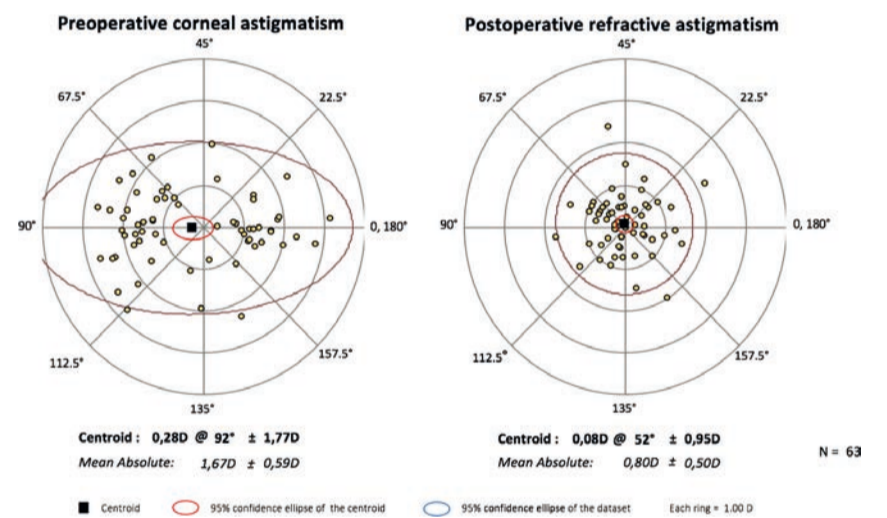 Preoperative corneal astigmatism
45°
67.5°
22.5°
90°
0, 180°
112.5°
157.5°
135°
Centroid : 0,28D @ 92° ± 1,77D
Mean Absolute: 1,67D ± 0,59D
Postoperative refractive astigmatism
45°
67.5°
22.5°
90°
0, 180°
112.5°
157.5°
135°
Centroid : 0,08D @ 52° ± 0,95D
Mean Absolute: 0,80D ± 0,50D
N = 63
Centroid
95% confidence ellipse of the centroid
95% confidence ellipse of the dataset
Each ring = 1.00 D